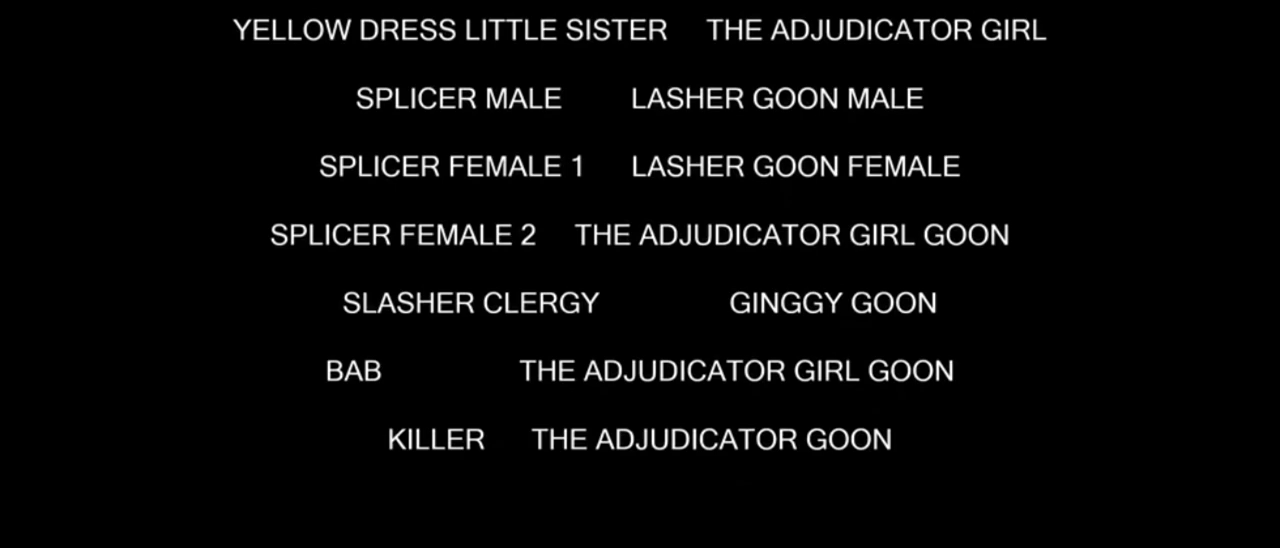 YELLOW DRESS LITTLE SISTER THE ADJUDICATOR GIRL
SPLICER MALE LASHER GOON MALE
SPLICER FEMALE 1 LASHER GOON FEMALE
SPLICER FEMALE 2 THE ADJUDICATOR GIRL GOON
SLASHER CLERGY GINGGY GOON
BAB THE ADJUDICATOR GIRL GOON
KILLER THE ADJUDICATOR GOON